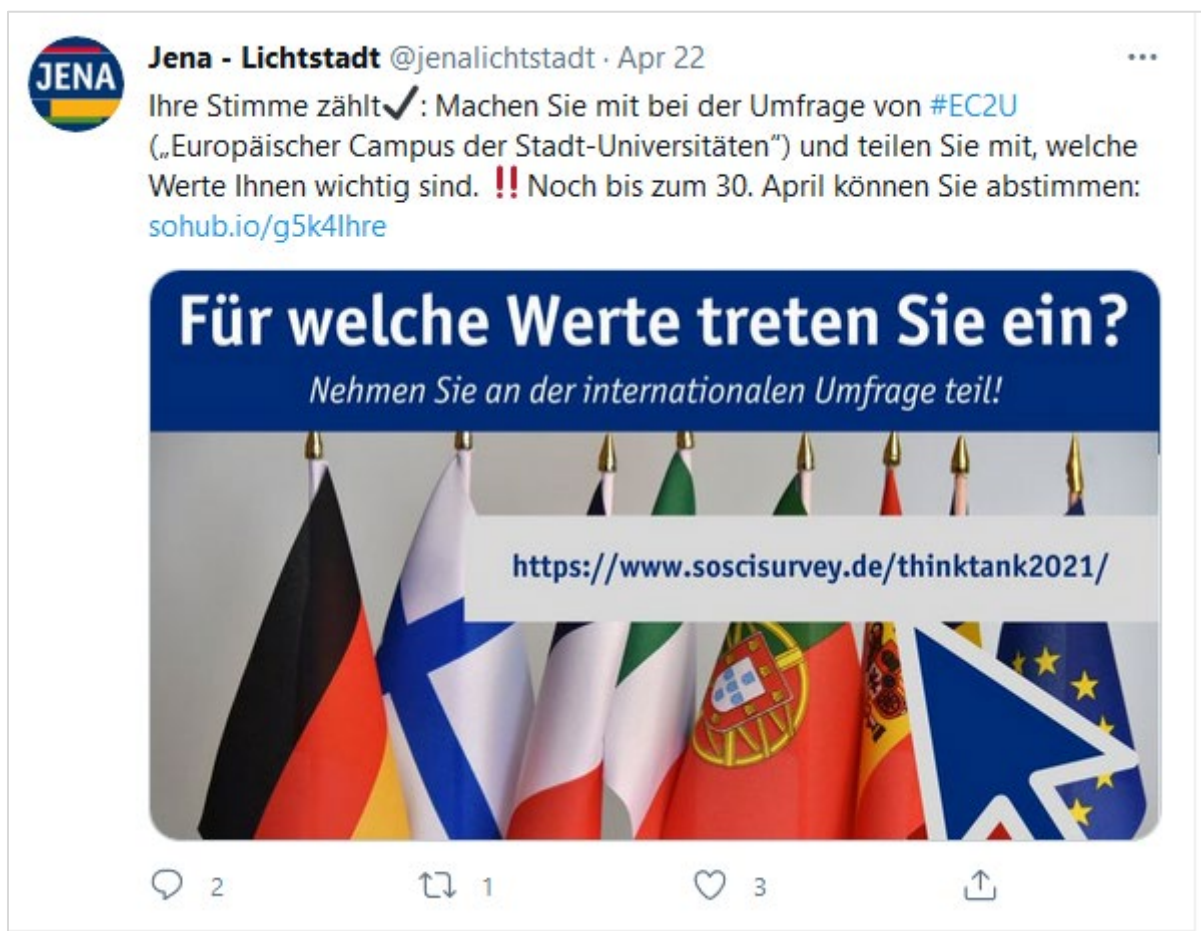 JENA
Jena - Lichtstadt @jenalichtstadt · Apr 22
Ihre Stimme zählt✔: Machen Sie mit bei der Umfrage von #EC2U
(„Europäischer Campus der Stadt-Universitäten“) und teilen Sie mit, welche
Werte Ihnen wichtig sind. ‼ Noch bis zum 30. April können Sie abstimmen:
sohub.io/g5k4Ihre
Für welche Werte treten Sie ein?
Nehmen Sie an der internationalen Umfrage teil!
https://www.soscisurvey.de/thinktank2021/
2 1 3